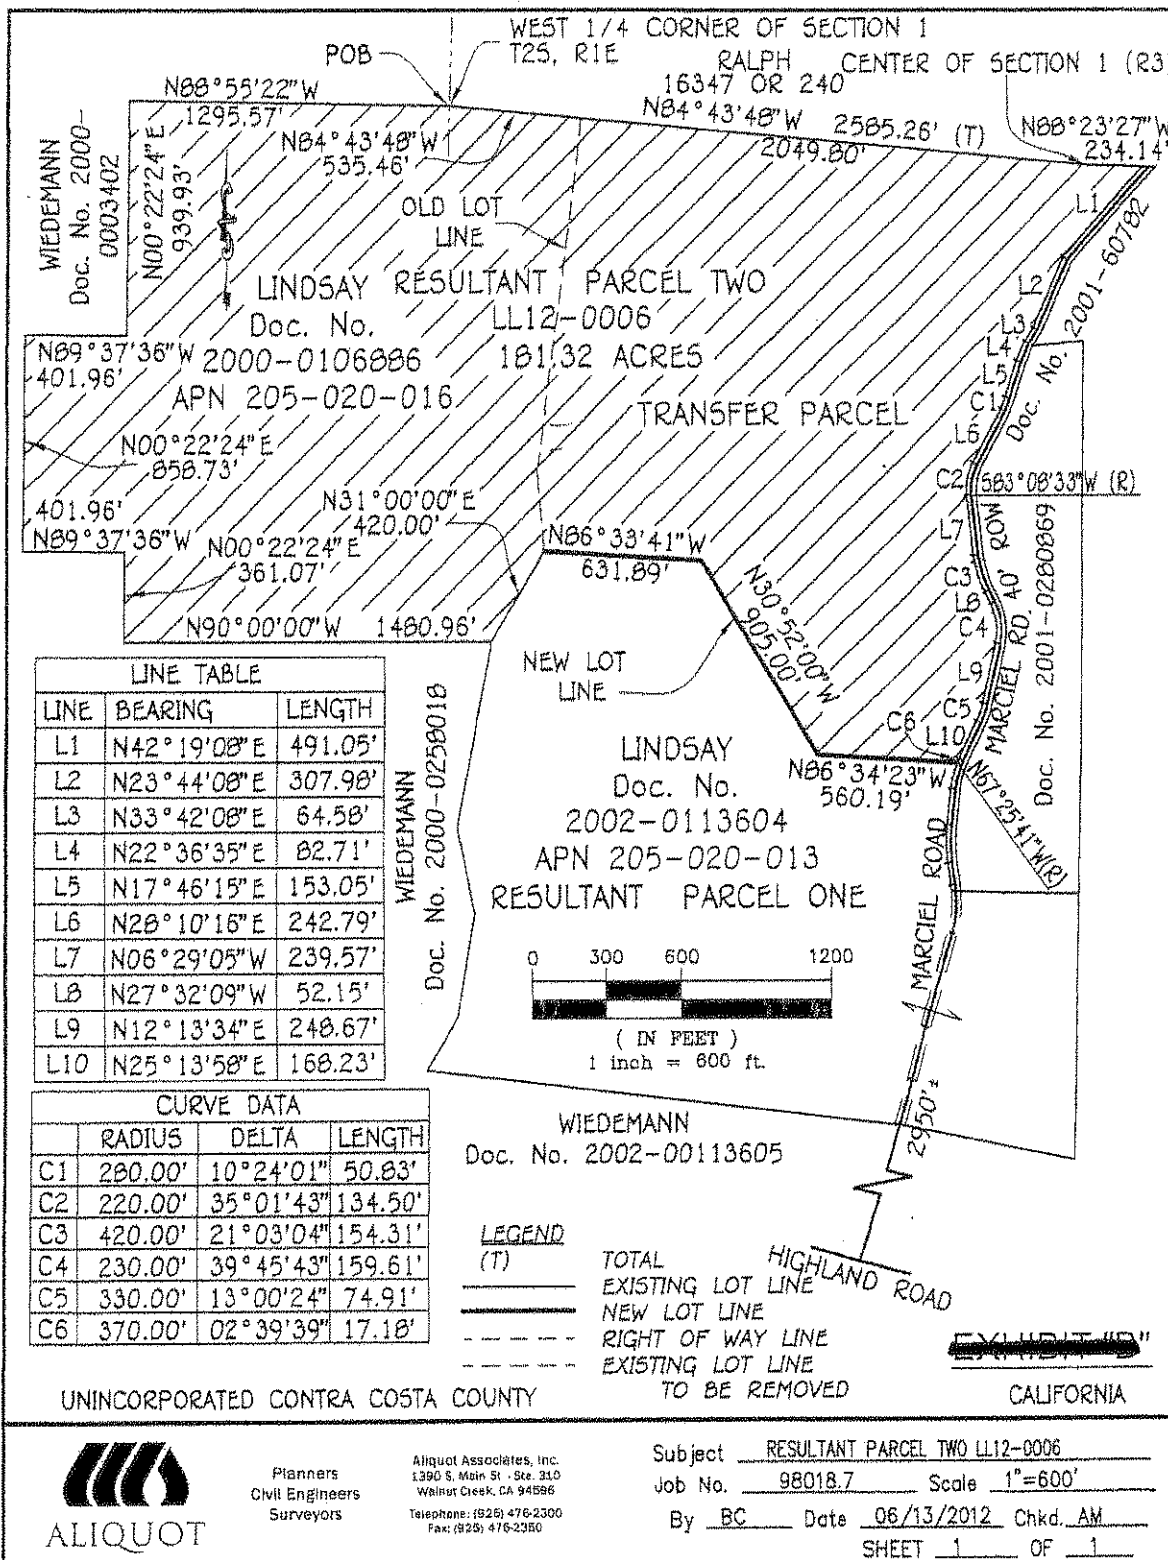 WEST 1/4 CORNER OF SECTION 1
T2S, R1E
POB
RALPH
16347 OR 240
CENTER OF SECTION 1 (R3)
N88°55'22"W
1295.57'
N84°43'48"W
535.46'
N84°43'48"W 2585.26' (T)
2049.80'
N88°23'27"W
234.14'
WIEDEMANN
Doc. No. 2000-
0003402
N00°22'24"E
939.93'
OLD LOT
LINE
L1
L2
L3
L4
L5
C1
L6
C2
L7
C3
L8
C4
L9
C5
C6
L10
Doc. No. 2001-60782
LINDSAY
Doc. No.
2000-0106886
APN 205-020-016
RESULTANT PARCEL TWO
LL12-0006
181.32 ACRES
TRANSFER PARCEL
N89°37'36"W
401.96'
N00°22'24"E
858.73'
401.96'
N89°37'36"W
N00°22'24"E
361.07'
N90°00'00"W 1480.96'
N31°00'00"E
420.00'
N86°33'41"W
631.89'
N30°52'00"W
905.00'
S83°08'33"W (R)
MARCIEL RD. 40' ROW
Doc. No. 2001-0280869
NEW LOT
LINE
N86°34'23"W
560.19'
N67°25'41"W(R)
LINDSAY
Doc. No.
2002-0113604
APN 205-020-013
RESULTANT PARCEL ONE
WIEDEMANN
Doc. No. 2000-0258018
MARCIEL ROAD
2950'±
LINE TABLE
LINE BEARING LENGTH
L1 N42°19'08"E 491.05'
L2 N23°44'08"E 307.98'
L3 N33°42'08"E 64.58'
L4 N22°36'35"E 82.71'
L5 N17°46'15"E 153.05'
L6 N28°10'16"E 242.79'
L7 N06°29'05"W 239.57'
L8 N27°32'09"W 52.15'
L9 N12°13'34"E 248.67'
L10 N25°13'58"E 168.23'
0 300 600 1200
( IN FEET )
1 inch = 600 ft.
CURVE DATA
RADIUS DELTA LENGTH
C1 280.00' 10°24'01" 50.83'
C2 220.00' 35°01'43" 134.50'
C3 420.00' 21°03'04" 154.31'
C4 230.00' 39°45'43" 159.61'
C5 330.00' 13°00'24" 74.91'
C6 370.00' 02°39'39" 17.18'
WIEDEMANN
Doc. No. 2002-00113605
HIGHLAND ROAD
LEGEND
(T) TOTAL
EXISTING LOT LINE
NEW LOT LINE
RIGHT OF WAY LINE
EXISTING LOT LINE
TO BE REMOVED
EXHIBIT "B"
UNINCORPORATED CONTRA COSTA COUNTY
CALIFORNIA
ALIQUOT
Planners
Civil Engineers
Surveyors
Aliquot Associates, Inc.
1390 S. Main St - Ste. 310
Walnut Creek, CA 94596
Telephone: (925) 476-2300
Fax: (925) 476-2350
Subject RESULTANT PARCEL TWO LL12-0006
Job No. 98018.7 Scale 1"=600'
By BC Date 06/13/2012 Chkd. AM
SHEET 1 OF 1